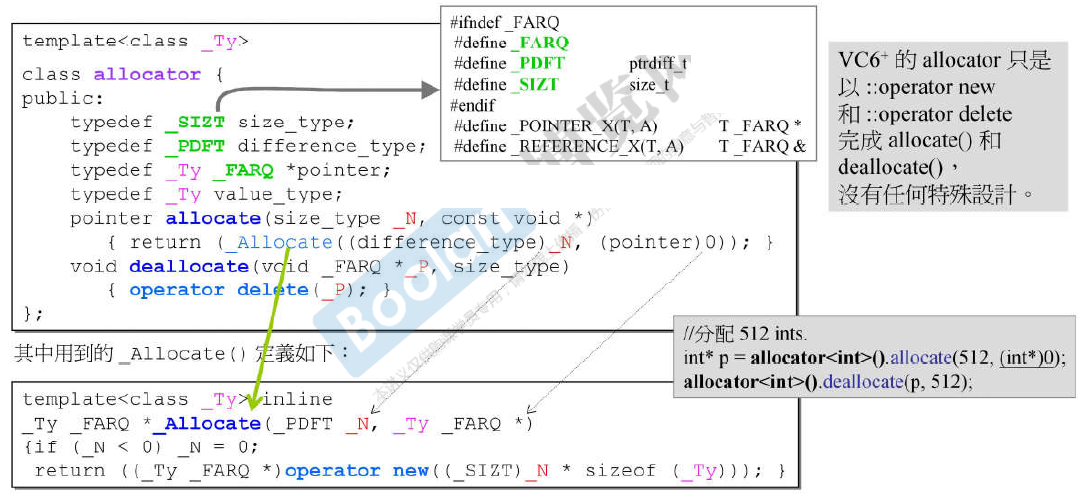 template<class _Ty>
class allocator {
public:
typedef _SIZT size_type;
typedef _PDFT difference_type;
typedef _Ty _FARQ *pointer;
typedef _Ty value_type;
pointer allocate(size_type _N, const void *)
{ return (_Allocate((difference_type)_N, (pointer)0)); }
void deallocate(void _FARQ *_P, size_type)
{ operator delete(_P); }
};
#ifndef _FARQ
#define _FARQ
#define _PDFT ptrdiff_t
#define _SIZT size_t
#endif
#define _POINTER_X(T, A) T _FARQ *
#define _REFERENCE_X(T, A) T _FARQ &
VC6+ 的 allocator 只是
以 ::operator new
和 ::operator delete
完成 allocate() 和
deallocate()，
沒有任何特殊設計。
其中用到的 _Allocate() 定義如下：
template<class _Ty> inline
_Ty _FARQ *_Allocate(_PDFT _N, _Ty _FARQ *)
{if (_N < 0) _N = 0;
return ((_Ty _FARQ *)operator new((_SIZT)_N * sizeof (_Ty))); }
//分配 512 ints.
int* p = allocator<int>().allocate(512, (int*)0);
allocator<int>().deallocate(p, 512);
Boolan